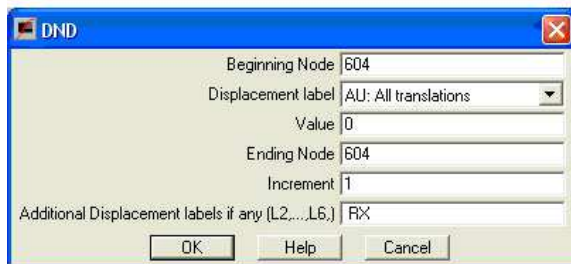 DND
Beginning Node 604
Displacement label AU: All translations
Value 0
Ending Node 604
Increment 1
Additional Displacement labels if any (L2,...,L6,) RX
OK Help Cancel